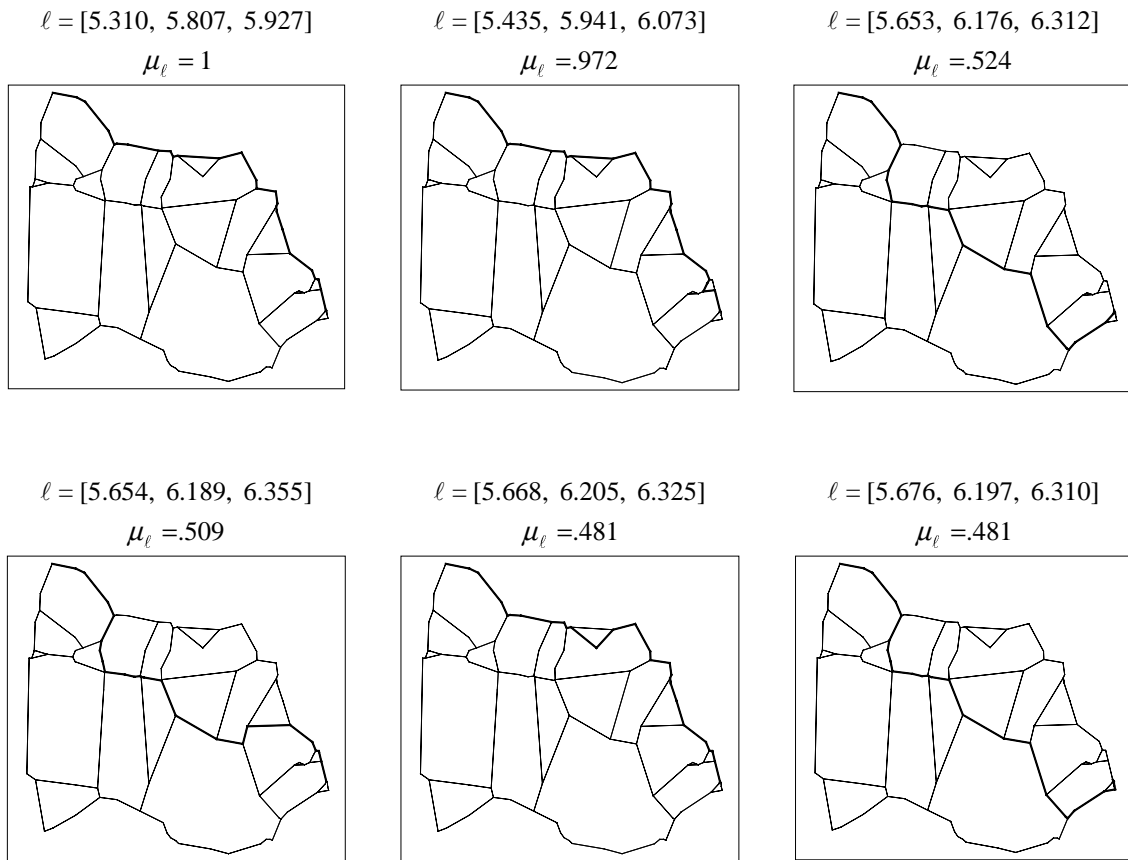 ℓ = [5.310, 5.807, 5.927]
μ_ℓ = 1
ℓ = [5.435, 5.941, 6.073]
μ_ℓ =.972
ℓ = [5.653, 6.176, 6.312]
μ_ℓ =.524
ℓ = [5.654, 6.189, 6.355]
μ_ℓ =.509
ℓ = [5.668, 6.205, 6.325]
μ_ℓ =.481
ℓ = [5.676, 6.197, 6.310]
μ_ℓ =.481